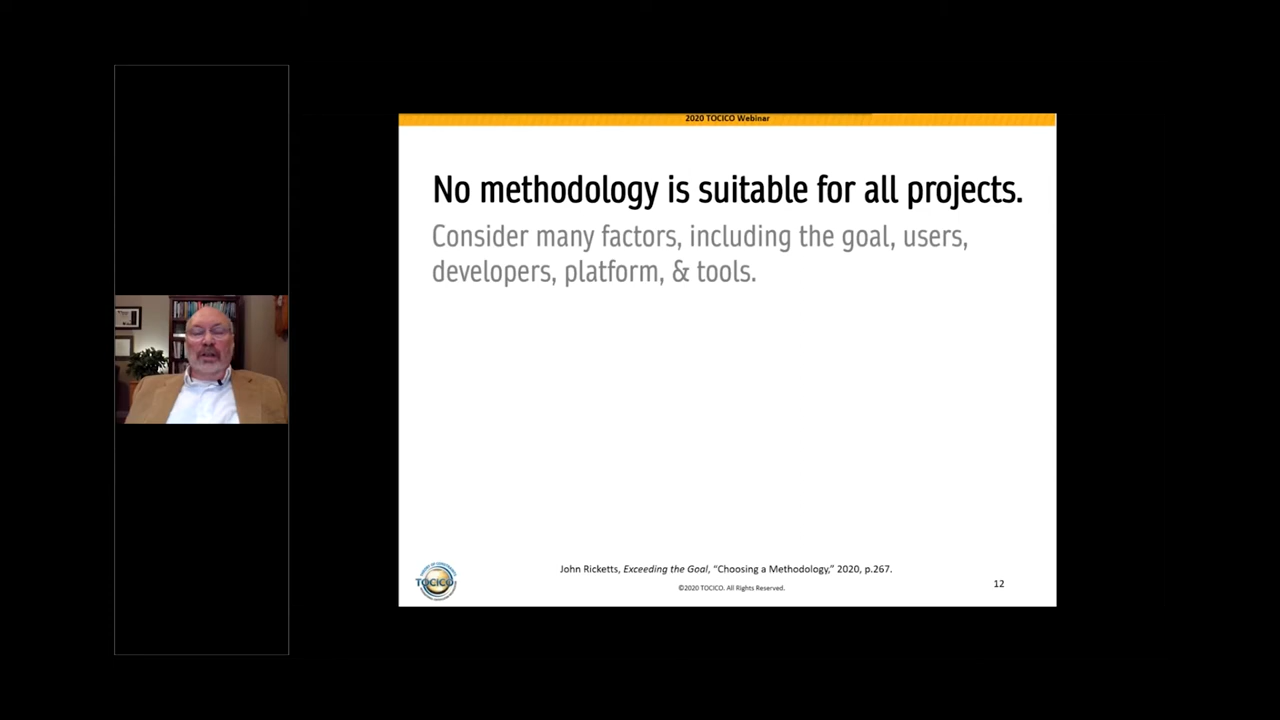 2020 TOCICO Webinar
No methodology is suitable for all projects.
Consider many factors, including the goal, users,
developers, platform, & tools.
TOCICO
John Ricketts, Exceeding the Goal, “Choosing a Methodology,” 2020, p.267.
©2020 TOCICO. All Rights Reserved.
12